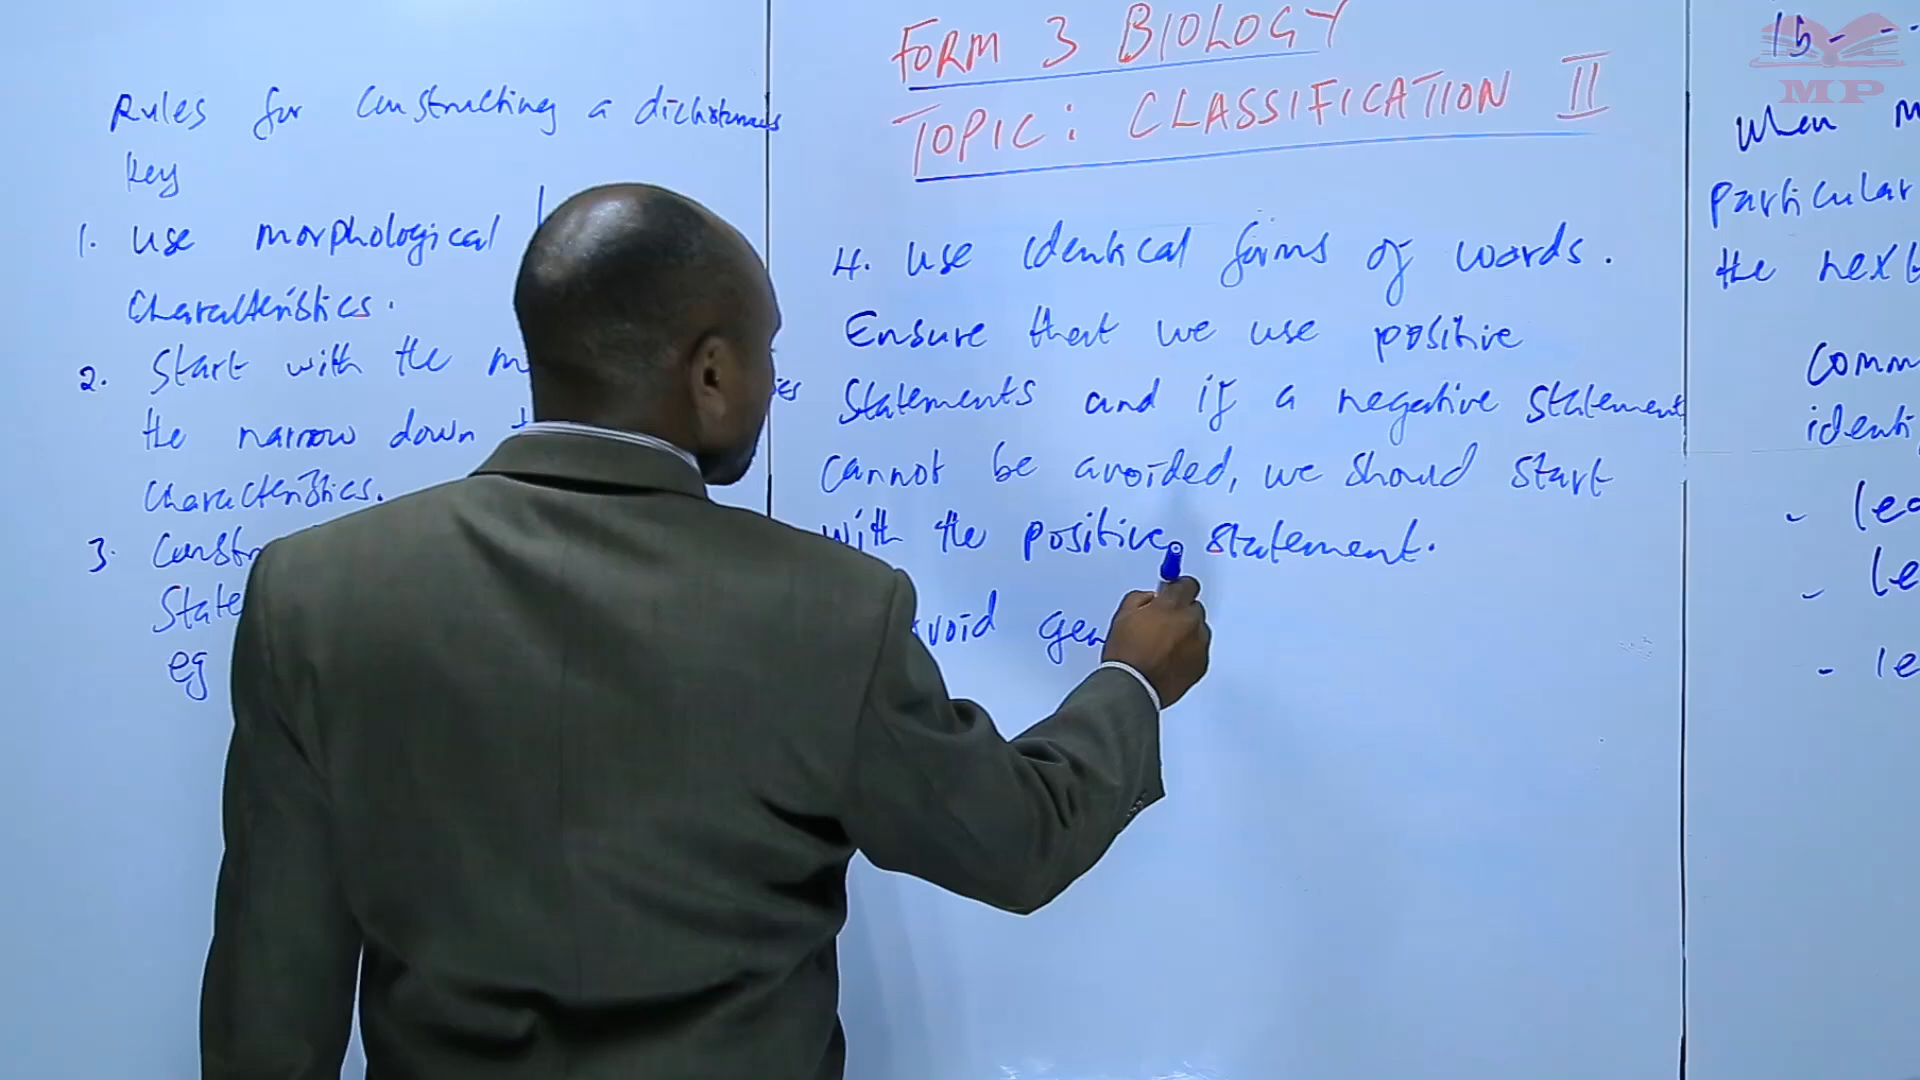 Rules for constructing a dichotomous
key
1. Use morphological
Characteristics.
2. Start with the
the narrow down
Characteristics.
3. Constr
State
eg
FORM 3 BIOLOGY
TOPIC: CLASSIFICATION II
4. Use identical forms of words.
Ensure that we use positive
Statements and if a negative statement
cannot be avoided, we should start
with the positive statement.
void gen
15- - -
MP
When
Particular
the next
Comm
identi
- lea
- le
- le